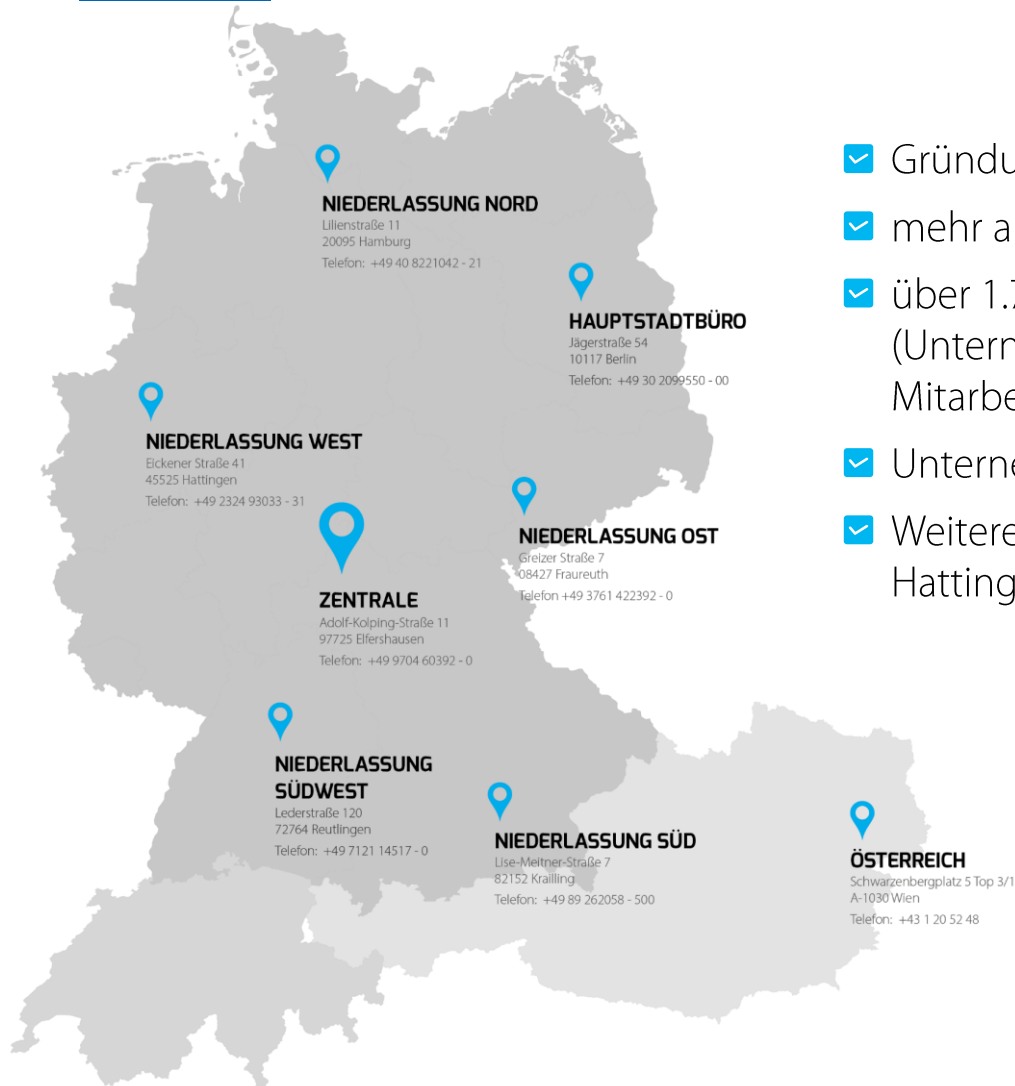 NIEDERLASSUNG NORD
Lilienstraße 11
20095 Hamburg
Telefon: +49 40 8221042 - 21
HAUPTSTADTBÜRO
Jägerstraße 54
10117 Berlin
Telefon: +49 30 2099550 - 00
NIEDERLASSUNG WEST
Eickener Straße 41
45525 Hattingen
Telefon: +49 2324 93033 - 31
NIEDERLASSUNG OST
Greizer Straße 7
08427 Fraureuth
Telefon +49 3761 422392 - 0
ZENTRALE
Adolf-Kolping-Straße 11
97725 Elfershausen
Telefon: +49 9704 60392 - 0
NIEDERLASSUNG
SÜDWEST
Lederstraße 120
72764 Reutlingen
Telefon: +49 7121 14517 - 0
NIEDERLASSUNG SÜD
Lise-Meitner-Straße 7
82152 Krailling
Telefon: +49 89 262058 - 500
ÖSTERREICH
Schwarzenbergplatz 5 Top 3/1
A-1030 Wien
Telefon: +43 1 20 52 48
Gründu
mehr a
über 1.7
(Untern
Mitarbe
Unterne
Weitere
Hatting